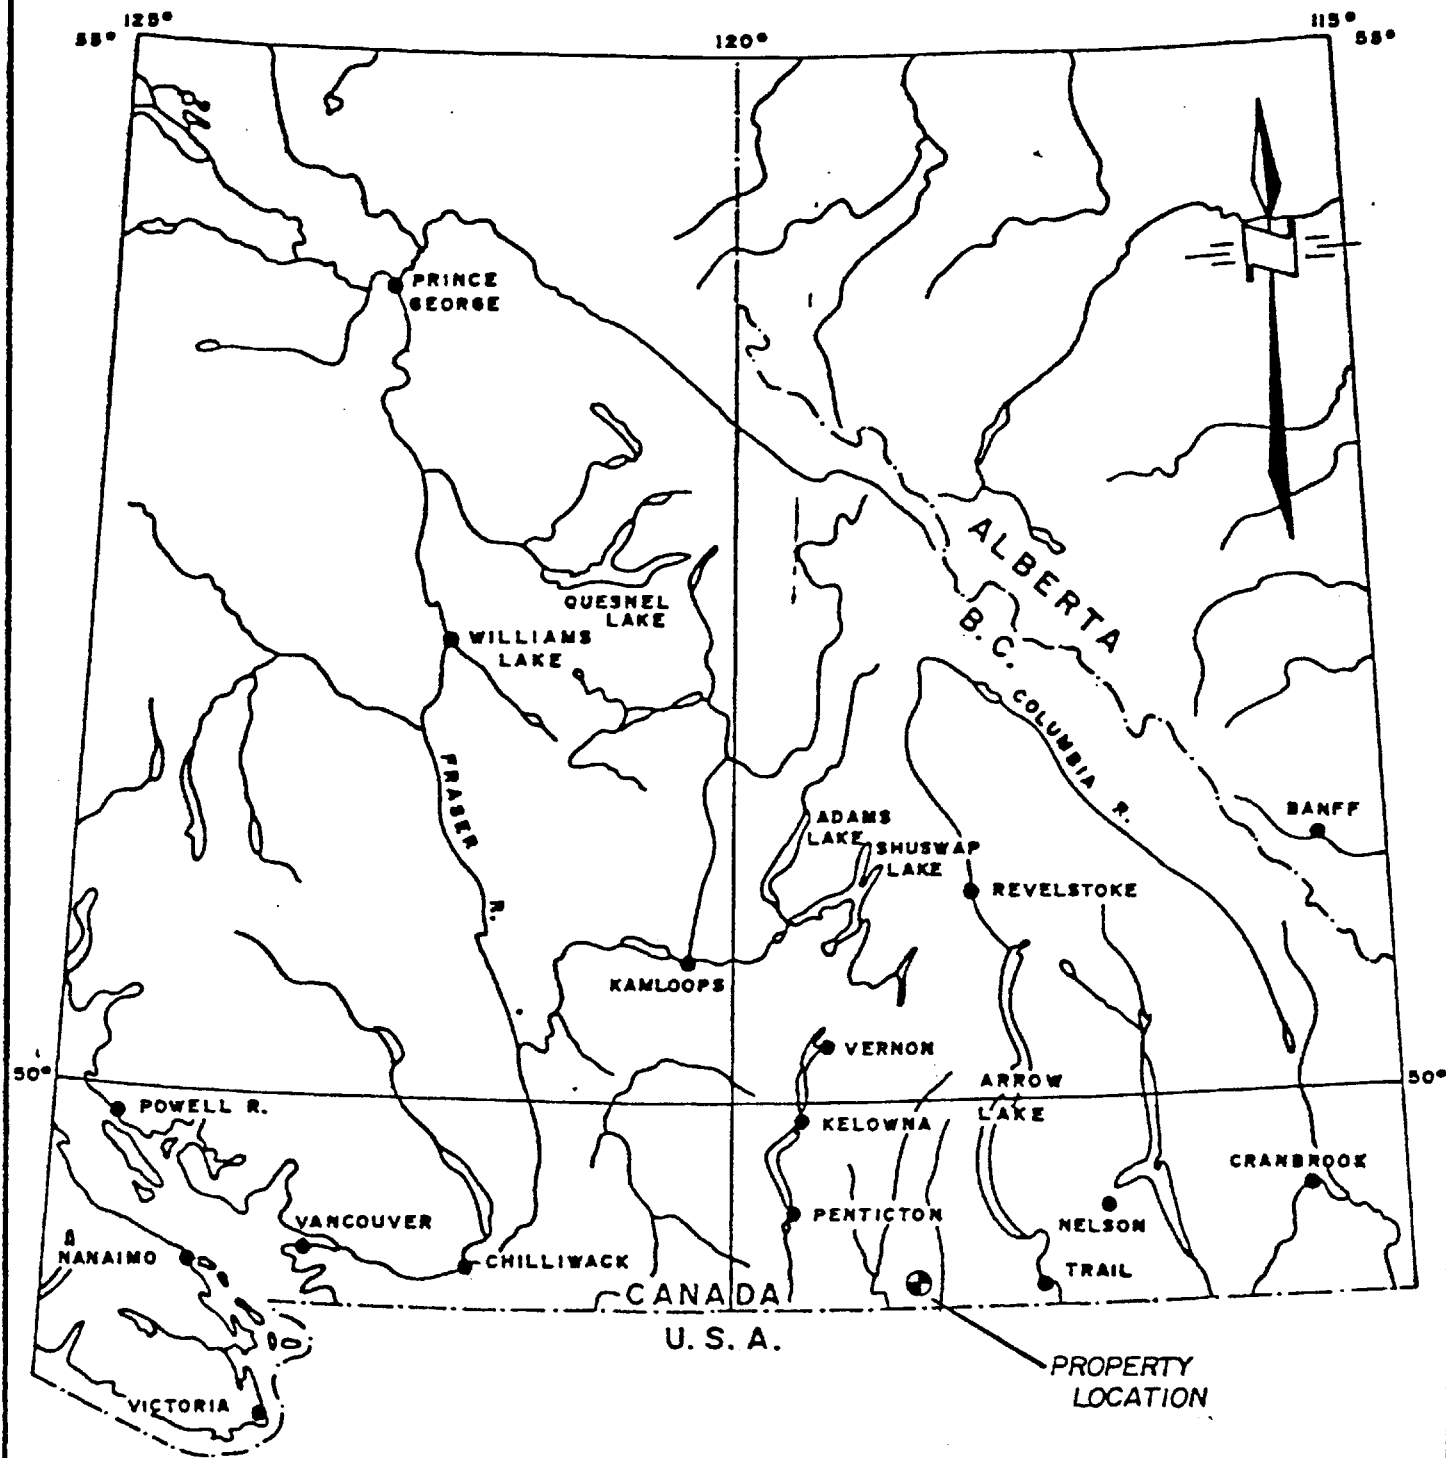 125°
55°
120°
115°
55°
PRINCE
GEORGE
QUESNEL
LAKE
WILLIAMS
LAKE
ALBERTA
B.C.
COLUMBIA R.
FRASER R.
BANFF
ADAMS
LAKE
SHUSWAP
LAKE
REVELSTOKE
KAMLOOPS
VERNON
50°
50°
ARROW
LAKE
POWELL R.
KELOWNA
CRANBROOK
PENTICTON
NELSON
VANCOUVER
NANAIMO
CHILLIWACK
TRAIL
CANADA
U.S.A.
PROPERTY
LOCATION
VICTORIA